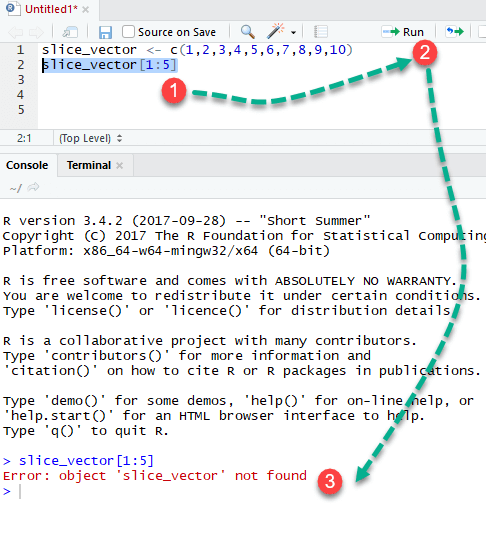 Untitled1* ×
Source on Save
Run
1 slice_vector <- c(1,2,3,4,5,6,7,8,9,10)
2 slice_vector[1:5]
3
4
5
1
2
2:1 (Top Level)
Console Terminal ×
~/
R version 3.4.2 (2017-09-28) -- "Short Summer"
Copyright (C) 2017 The R Foundation for Statistical Computing
Platform: x86_64-w64-mingw32/x64 (64-bit)
R is free software and comes with ABSOLUTELY NO WARRANTY.
You are welcome to redistribute it under certain conditions.
Type 'license()' or 'licence()' for distribution details
R is a collaborative project with many contributors.
Type 'contributors()' for more information and
'citation()' on how to cite R or R packages in publications.
Type 'demo()' for some demos, 'help()' for on-line help, or
'help.start()' for an HTML browser interface to help.
Type 'q()' to quit R.
> slice_vector[1:5]
Error: object 'slice_vector' not found
3
>